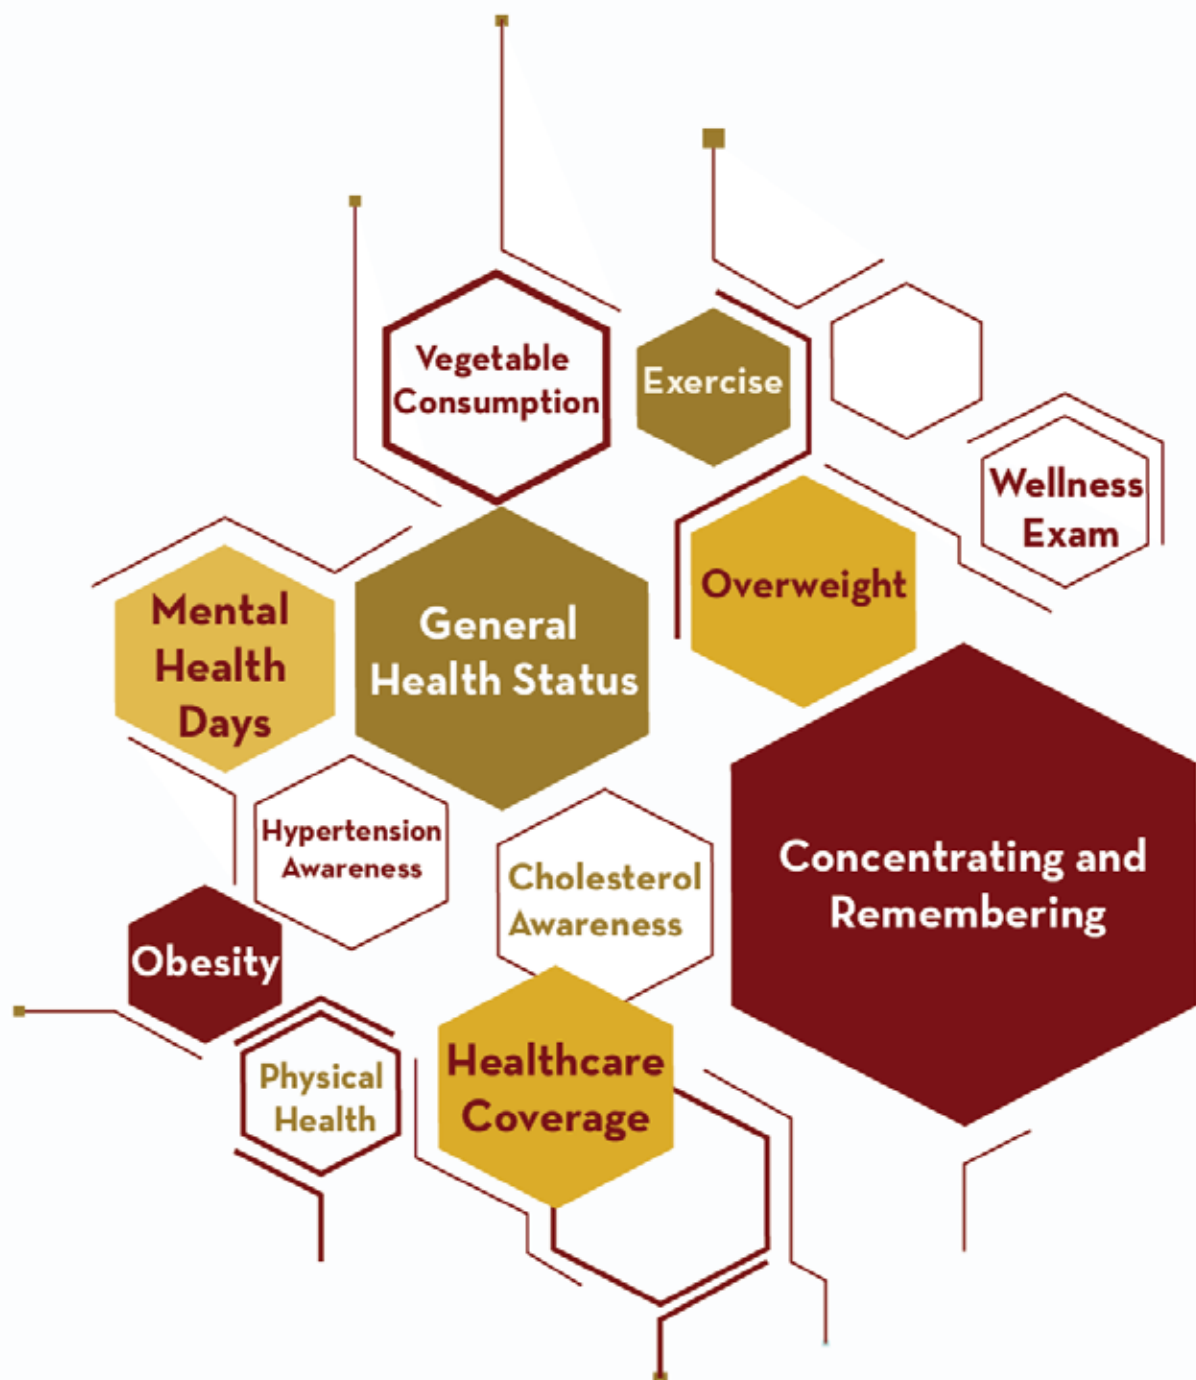 Vegetable
Consumption
Exercise
Wellness
Exam
Mental
Health
Days
General
Health Status
Overweight
Hypertension
Awareness
Cholesterol
Awareness
Concentrating and
Remembering
Obesity
Physical
Health
Healthcare
Coverage